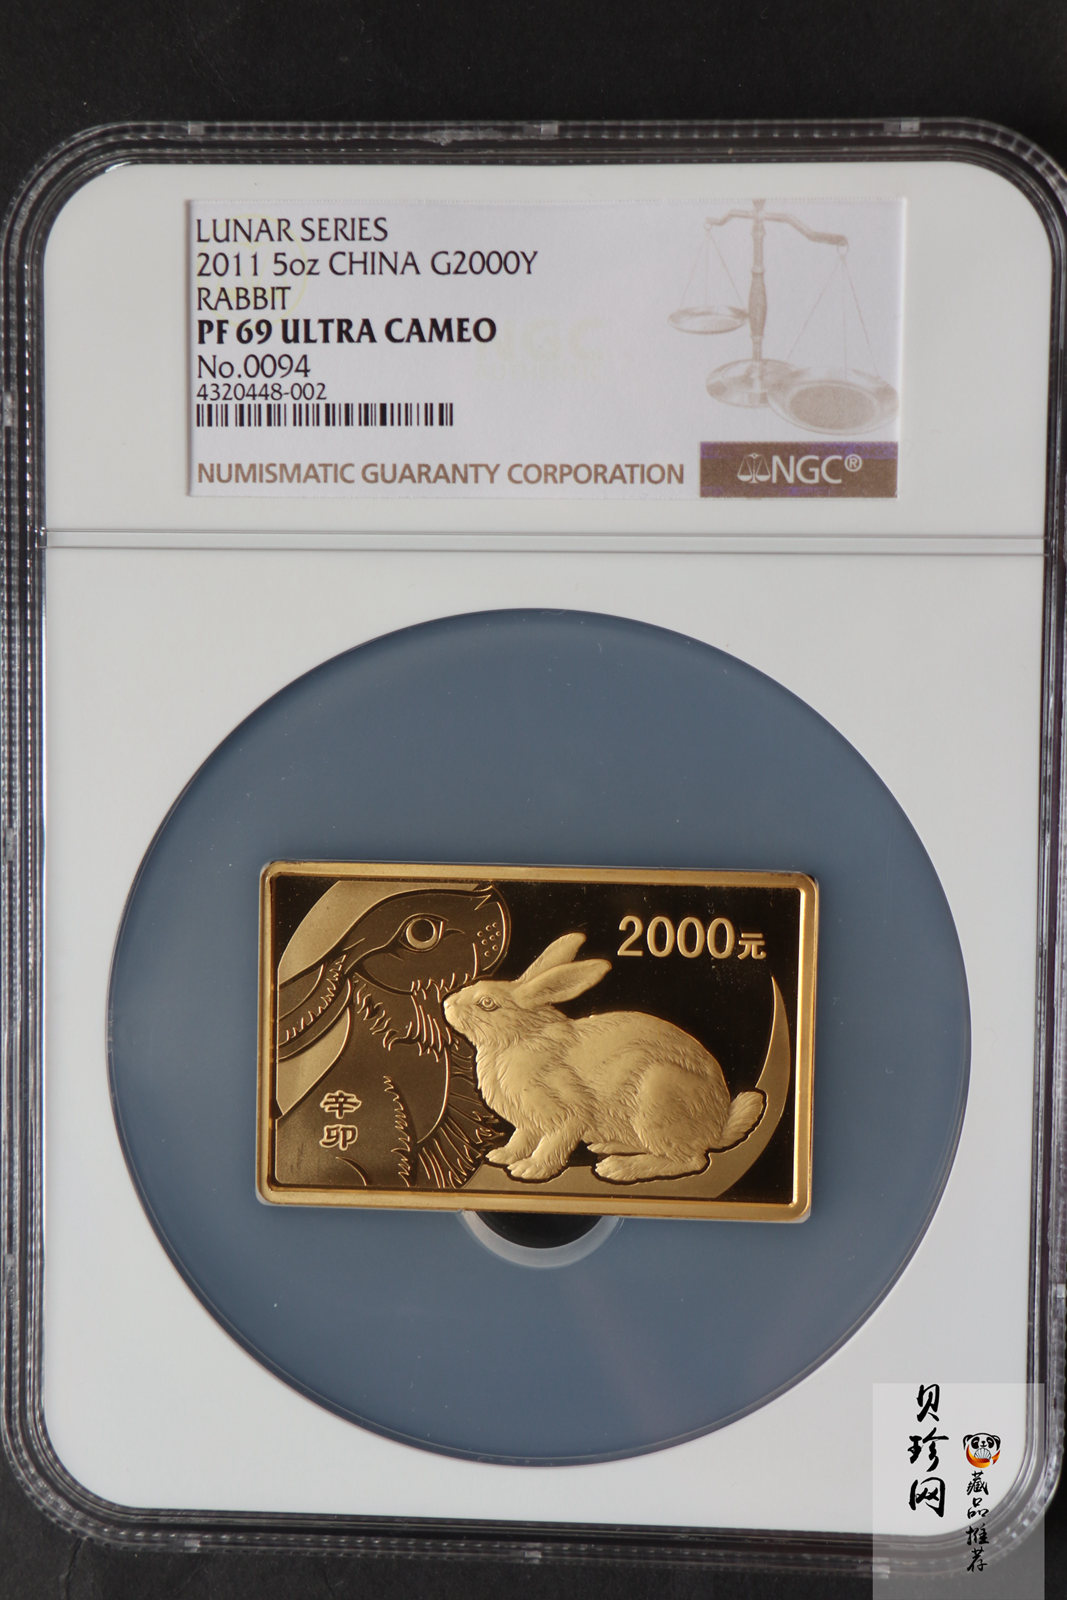 LUNAR SERIES
2011 5oz CHINA G2000Y
RABBIT
PF 69 ULTRA CAMEO
No.0094
4320448-002
NUMISMATIC GUARANTY CORPORATION
NGC®
2000元
辛卯
贝珍网
藏品推荐